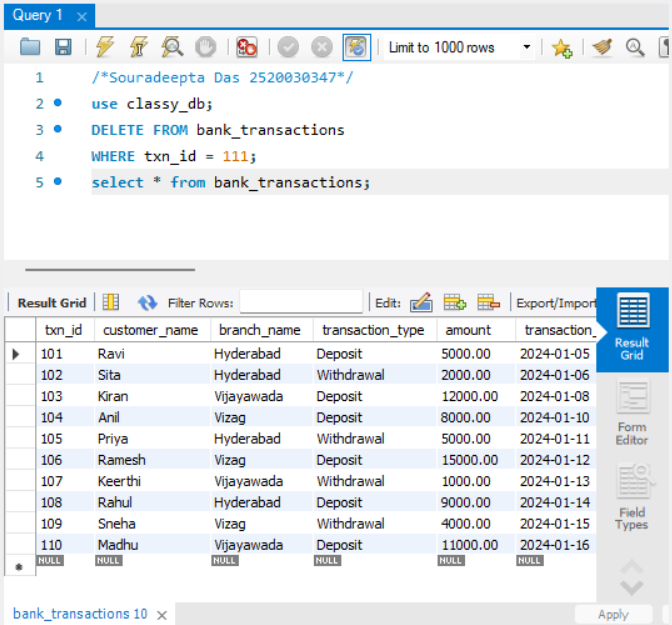 Query 1
Limit to 1000 rows
1 /*Souradeepta Das 2520030347*/
2 use classy_db;
3 DELETE FROM bank_transactions
4 WHERE txn_id = 111;
5 select * from bank_transactions;
Result Grid Filter Rows: Edit: Export/Import
txn_id customer_name branch_name transaction_type amount transaction_
101 Ravi Hyderabad Deposit 5000.00 2024-01-05
102 Sita Hyderabad Withdrawal 2000.00 2024-01-06
103 Kiran Vijayawada Deposit 12000.00 2024-01-08
104 Anil Vizag Deposit 8000.00 2024-01-10
105 Priya Hyderabad Withdrawal 5000.00 2024-01-11
106 Ramesh Vizag Deposit 15000.00 2024-01-12
107 Keerthi Vijayawada Withdrawal 1000.00 2024-01-13
108 Rahul Hyderabad Deposit 9000.00 2024-01-14
109 Sneha Vizag Withdrawal 4000.00 2024-01-15
110 Madhu Vijayawada Deposit 11000.00 2024-01-16
NULL NULL NULL NULL NULL NULL
Result
Grid
Form
Editor
Field
Types
bank_transactions 10
Apply